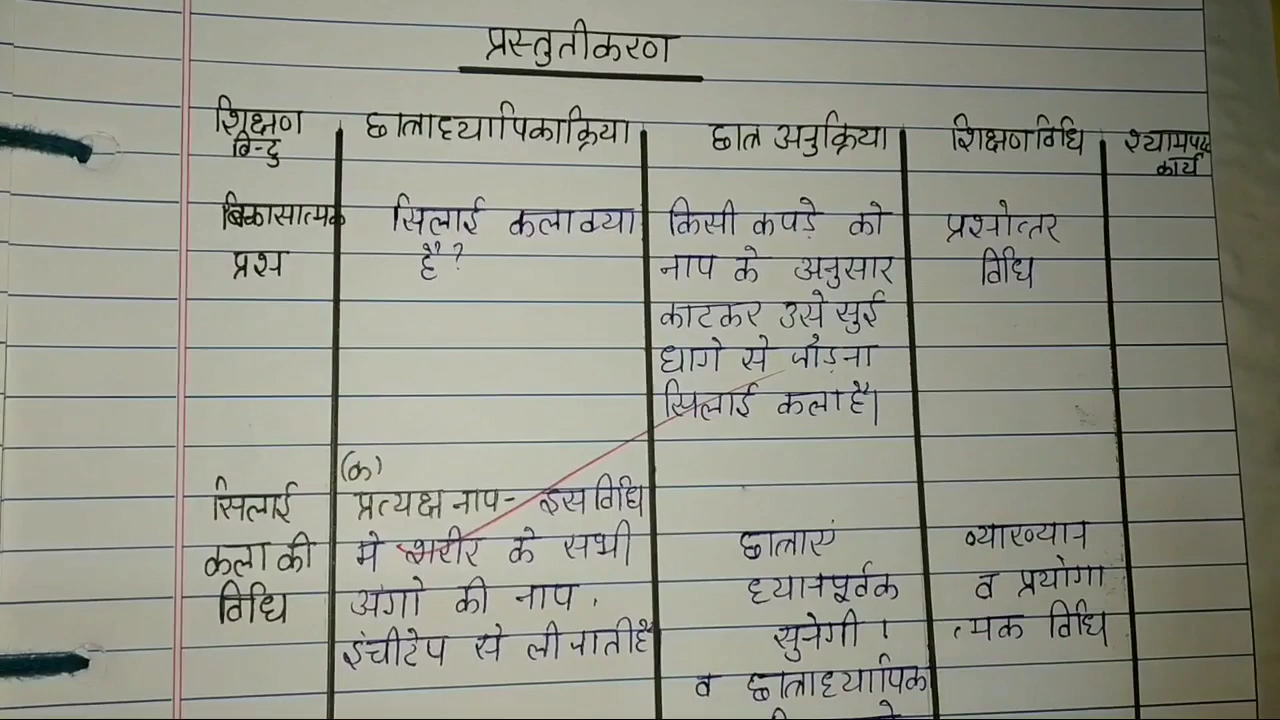 प्रस्तुतीकरण
शिक्षण बिन्दु
छात्राध्यापिका क्रिया
छात्र अनुक्रिया
शिक्षण विधि
श्यामपट्ट कार्य
विकासात्मक
प्रश्न
सिलाई कला क्या
है?
किसी कपड़े को
नाप के अनुसार
काटकर उसे सुई
धागे से जोड़ना
सिलाई कला है।
प्रश्नोत्तर
विधि
सिलाई
कला की
विधि
(क)
प्रत्यक्ष नाप- इस विधि
मे शरीर के सभी
अंगो की नाप
इंचीटेप से ली जाती है
छात्राएं
ध्यानपूर्वक
सुनेगी।
व छात्राध्यापिक
व्याख्यान
व प्रयोगा
त्मक विधि